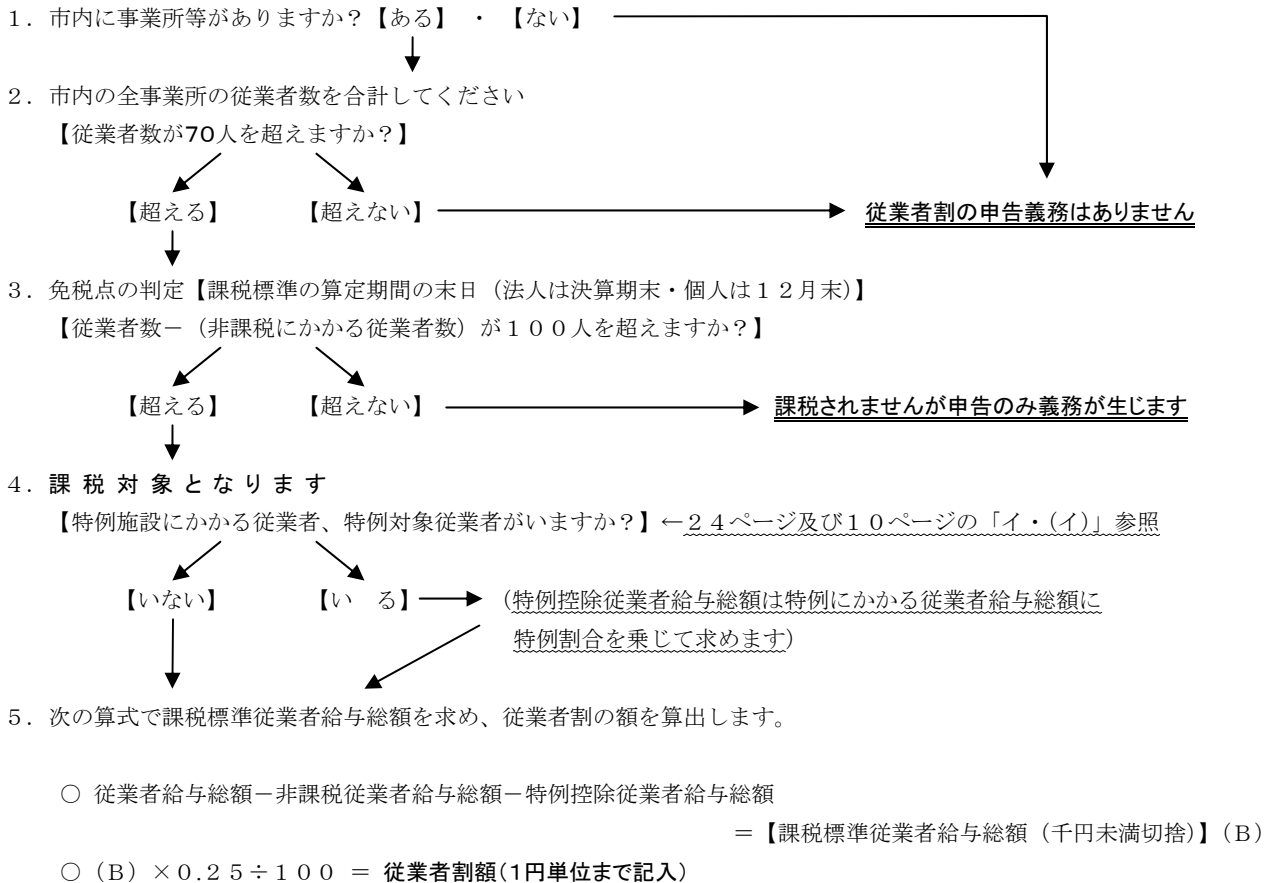 １．市内に事業所等がありますか？【ある】 ・ 【ない】
２．市内の全事業所の従業者数を合計してください
【従業者数が70人を超えますか？】
【超える】 【超えない】 従業者割の申告義務はありません
３．免税点の判定【課税標準の算定期間の末日（法人は決算期末・個人は１２月末）】
【従業者数－（非課税にかかる従業者数）が１００人を超えますか？】
【超える】 【超えない】 課税されませんが申告のみ義務が生じます
４．課 税 対 象 と な り ま す
【特例施設にかかる従業者、特例対象従業者がいますか？】←２４ページ及び１０ページの「イ・(イ)」参照
【いない】 【い　る】 （特例控除従業者給与総額は特例にかかる従業者給与総額に
特例割合を乗じて求めます）
５．次の算式で課税標準従業者給与総額を求め、従業者割の額を算出します。
○ 従業者給与総額－非課税従業者給与総額－特例控除従業者給与総額
＝【課税標準従業者給与総額（千円未満切捨）】（Ｂ）
○（Ｂ）×０.２５÷１００ ＝ 従業者割額（１円単位まで記入）